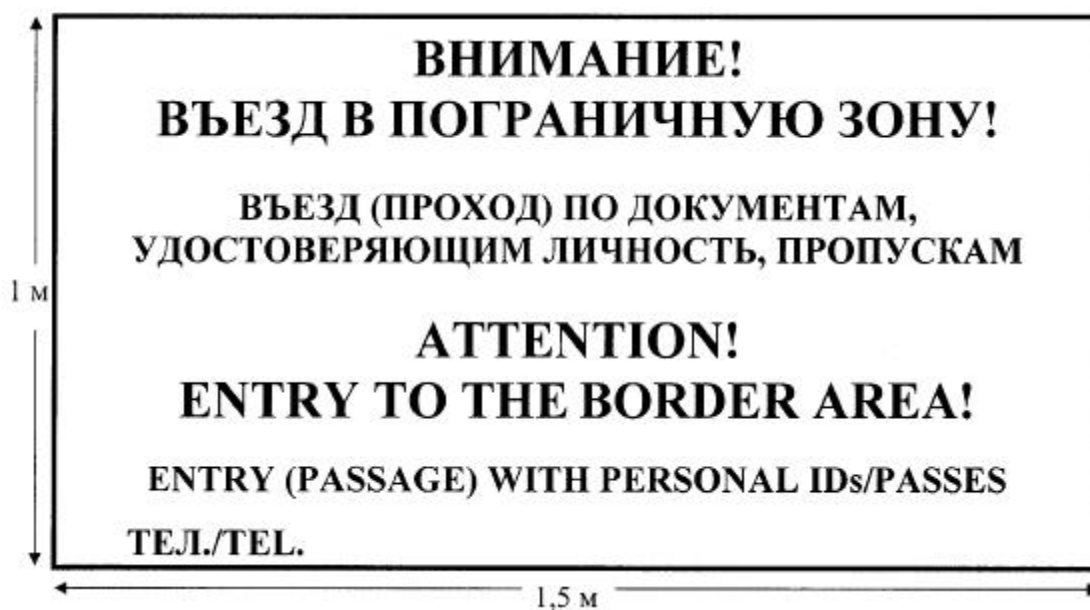 ВНИМАНИЕ!
ВЪЕЗД В ПОГРАНИЧНУЮ ЗОНУ!
ВЪЕЗД (ПРОХОД) ПО ДОКУМЕНТАМ,
УДОСТОВЕРЯЮЩИМ ЛИЧНОСТЬ, ПРОПУСКАМ
1 м
ATTENTION!
ENTRY TO THE BORDER AREA!
ENTRY (PASSAGE) WITH PERSONAL IDs/PASSES
ТЕЛ./TEL.
1,5 м